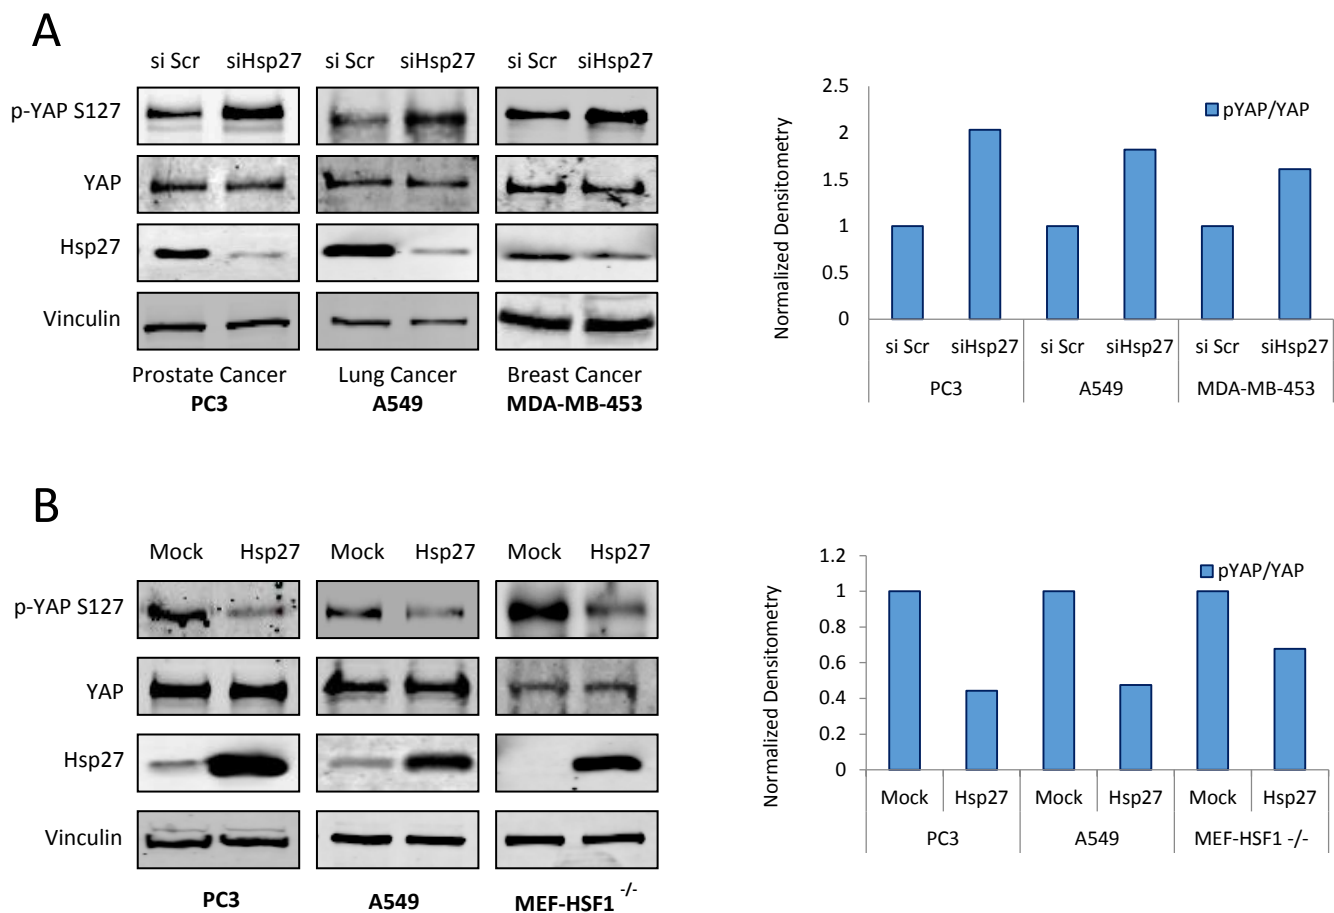 A
si Scr siHsp27 si Scr siHsp27 si Scr siHsp27
p-YAP S127
YAP
Hsp27
Vinculin
Prostate Cancer Lung Cancer Breast Cancer
PC3 A549 MDA-MB-453
2.5
2
1.5
1
0.5
0
Normalized Densitometry
pYAP/YAP
si Scr siHsp27 si Scr siHsp27 si Scr siHsp27
PC3 A549 MDA-MB-453
B
Mock Hsp27 Mock Hsp27 Mock Hsp27
p-YAP S127
YAP
Hsp27
Vinculin
PC3 A549 MEF-HSF1 -/-
1.2
1
0.8
0.6
0.4
0.2
0
Normalized Densitometry
pYAP/YAP
Mock Hsp27 Mock Hsp27 Mock Hsp27
PC3 A549 MEF-HSF1 -/-